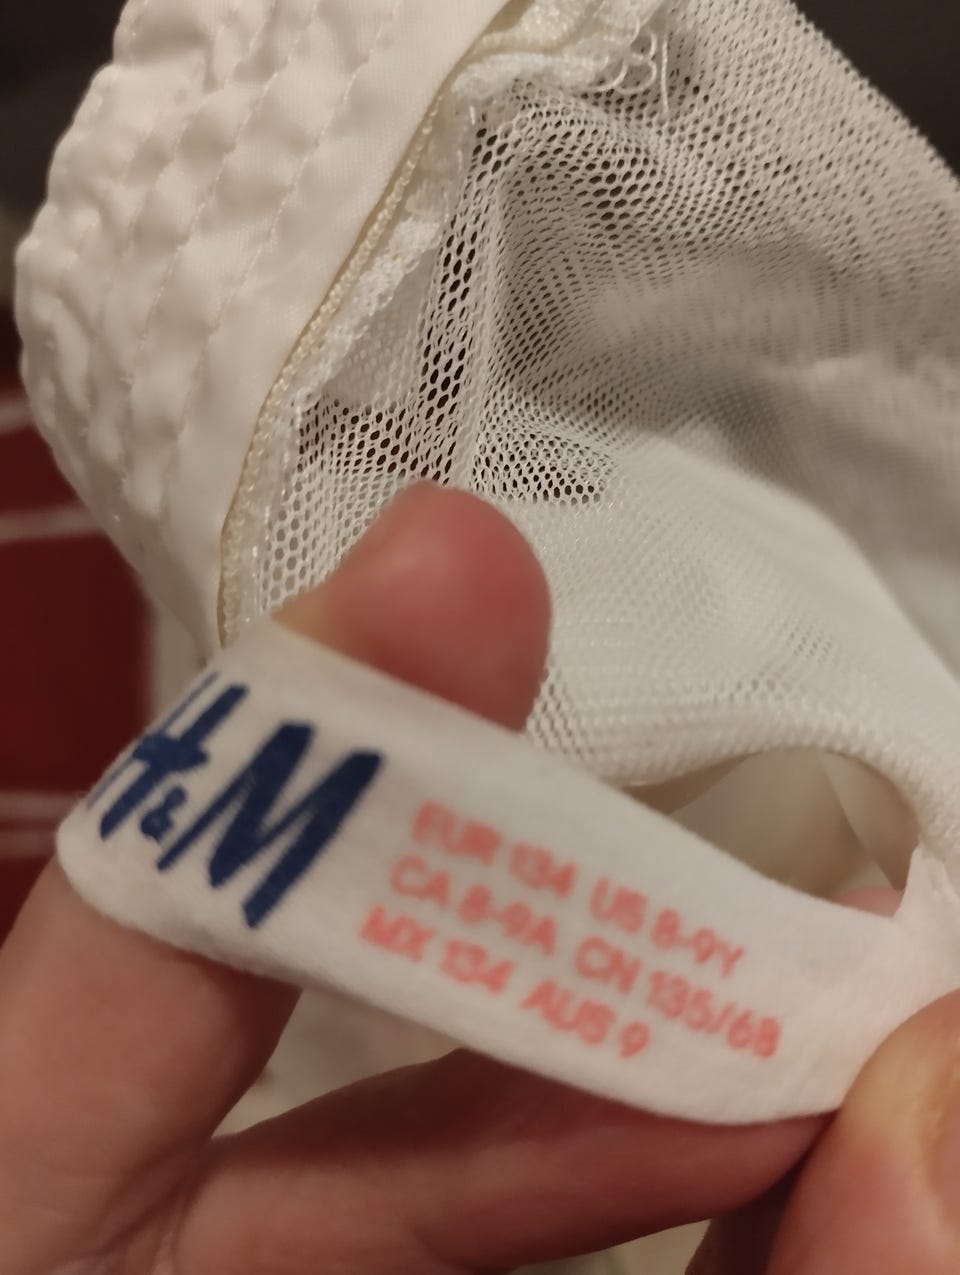 H&M
EUR 134 US 8-9Y
CA 8-9A CN 135/68
MX 134 AUS 9